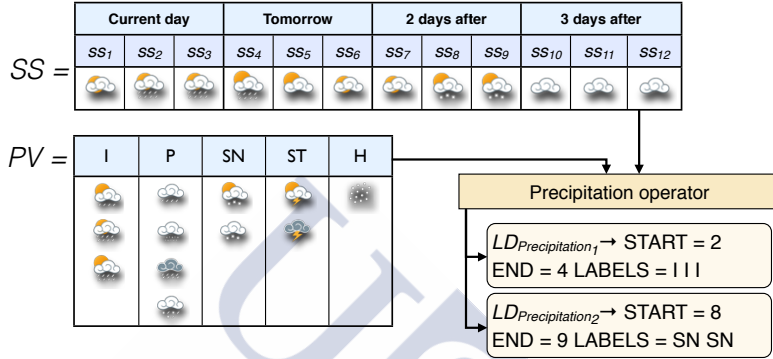 Current day Tomorrow 2 days after 3 days after
SS1 SS2 SS3 SS4 SS5 SS6 SS7 SS8 SS9 SS10 SS11 SS12
SS =
PV =
I P SN ST H
Precipitation operator
LDPrecipitation1 → START = 2
END = 4 LABELS = I I I
LDPrecipitation2 → START = 8
END = 9 LABELS = SN SN